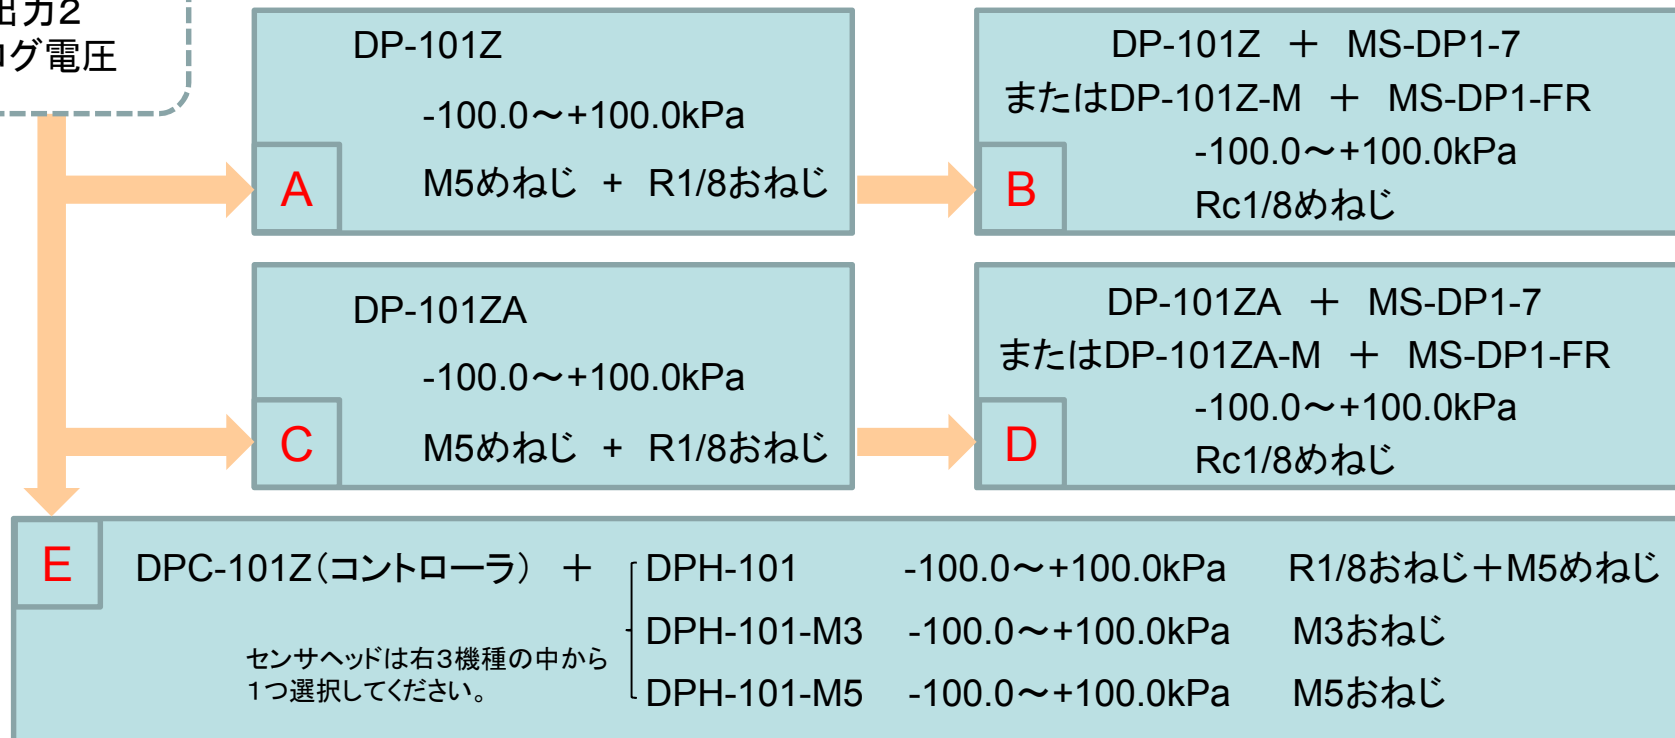 出力2
ログ電圧
DP-101Z
-100.0～+100.0kPa
M5めねじ + R1/8おねじ
A
DP-101Z ＋ MS-DP1-7
またはDP-101Z-M ＋ MS-DP1-FR
-100.0～+100.0kPa
Rc1/8めねじ
B
DP-101ZA
-100.0～+100.0kPa
M5めねじ + R1/8おねじ
C
DP-101ZA ＋ MS-DP1-7
またはDP-101ZA-M ＋ MS-DP1-FR
-100.0～+100.0kPa
Rc1/8めねじ
D
E
DPC-101Z（コントローラ） ＋
センサヘッドは右３機種の中から
１つ選択してください。
DPH-101 -100.0～+100.0kPa R1/8おねじ＋M5めねじ
DPH-101-M3 -100.0～+100.0kPa M3おねじ
DPH-101-M5 -100.0～+100.0kPa M5おねじ